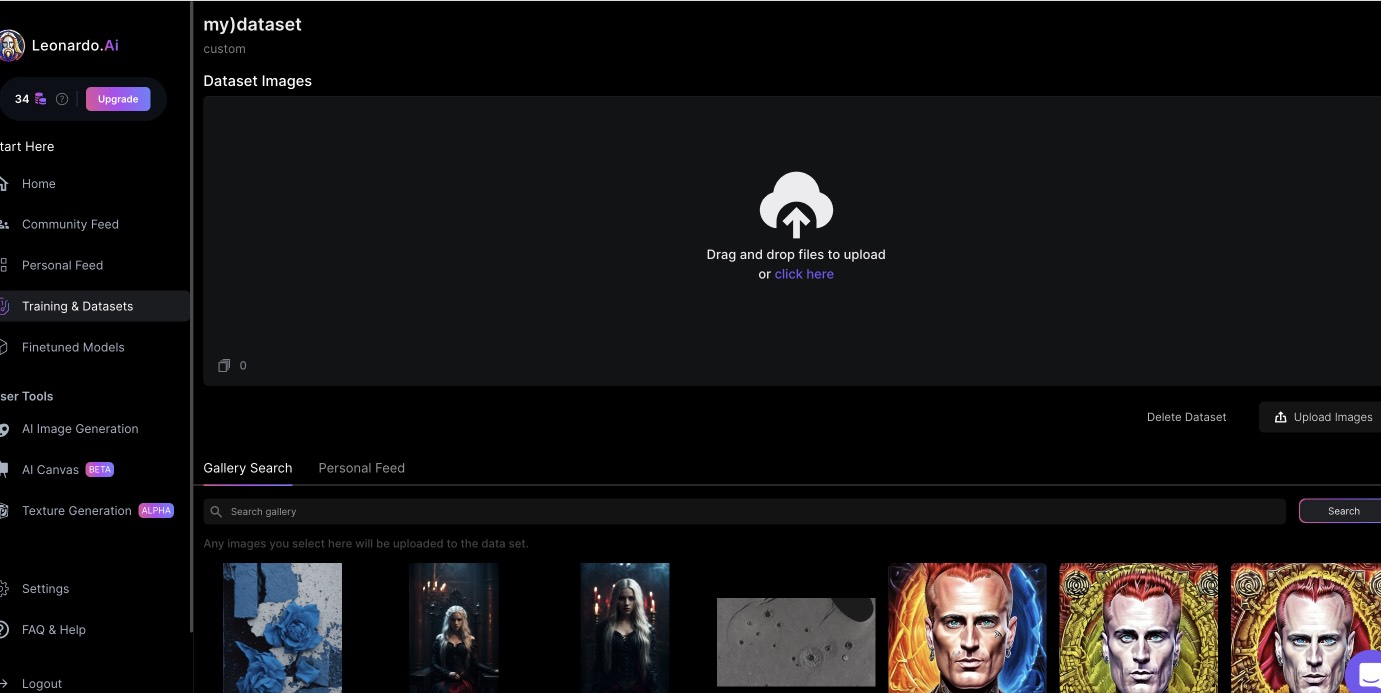 my)dataset
custom
Leonardo.Ai
34
Upgrade
tart Here
Home
Community Feed
Personal Feed
Training & Datasets
Finetuned Models
ser Tools
AI Image Generation
AI Canvas BETA
Texture Generation ALPHA
Settings
FAQ & Help
Logout
Dataset Images
Drag and drop files to upload
or click here
0
Delete Dataset
Upload Images
Gallery Search
Personal Feed
Search gallery
Search
Any images you select here will be uploaded to the data set.